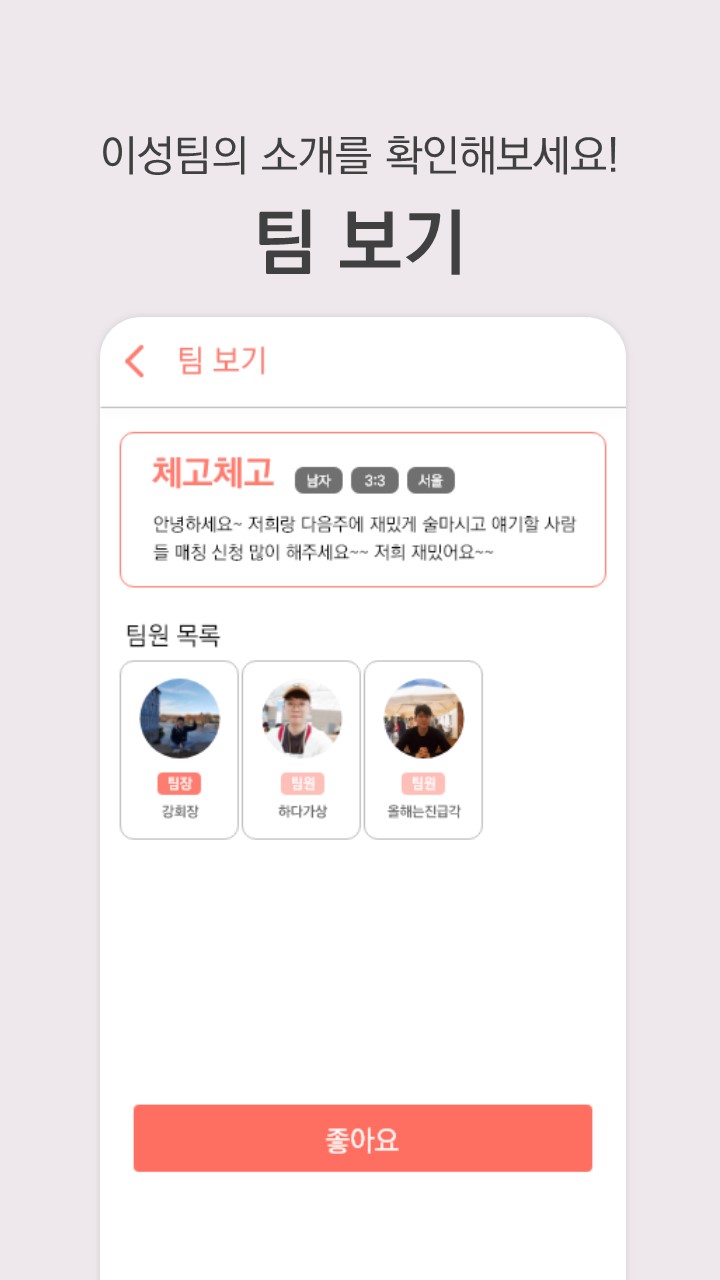 이성팀의 소개를 확인해보세요!
팀 보기
팀 보기
체고체고 남자 3:3 서울
안녕하세요~ 저희랑 다음주에 재밌게 술마시고 얘기할 사람
들 매칭 신청 많이 해주세요~~ 저희 재밌어요~~
팀원 목록
팀장 팀원 팀원
강회장 하다가상 올해는진급각
좋아요